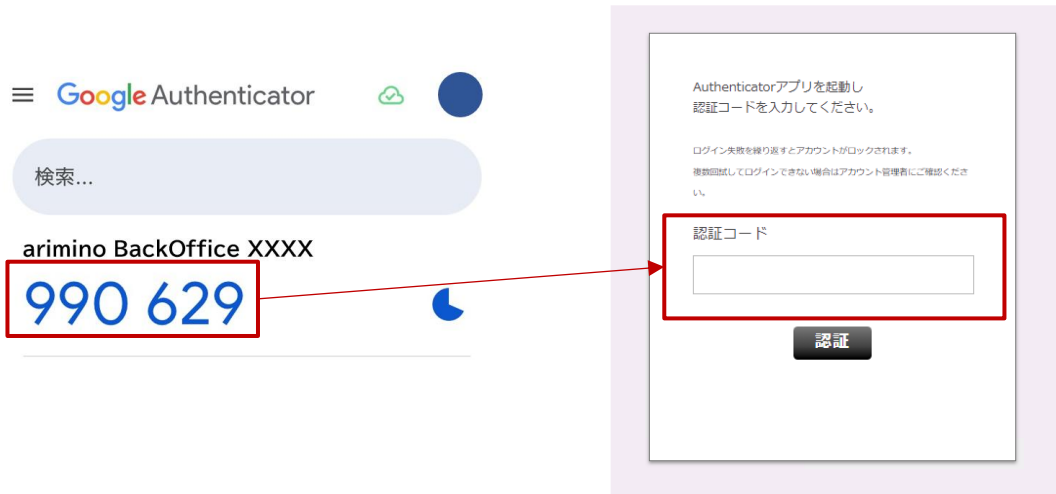 Google Authenticator
検索...
arimino BackOffice XXXX
990 629
Authenticatorアプリを起動し
認証コードを入力してください。
ログイン失敗を繰り返すとアカウントがロックされます。
複数回試してログインできない場合はアカウント管理者にご確認くださ
い。
認証コード
認証